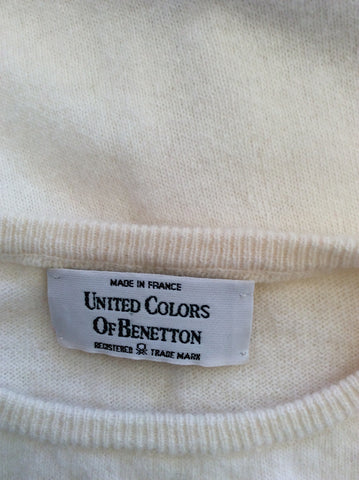 MADE IN FRANCE
UNITED COLORS
OF BENETTON
REGISTERED TRADE MARK